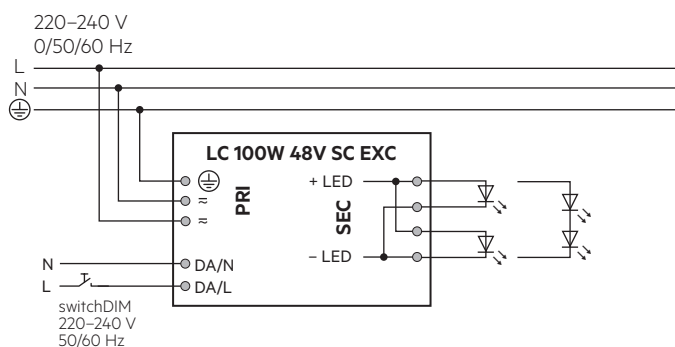 220–240 V
0/50/60 Hz
L
N
LC 100W 48V SC EXC
PRI
≈
≈
+ LED
SEC
– LED
N
DA/N
L
DA/L
switchDIM
220–240 V
50/60 Hz